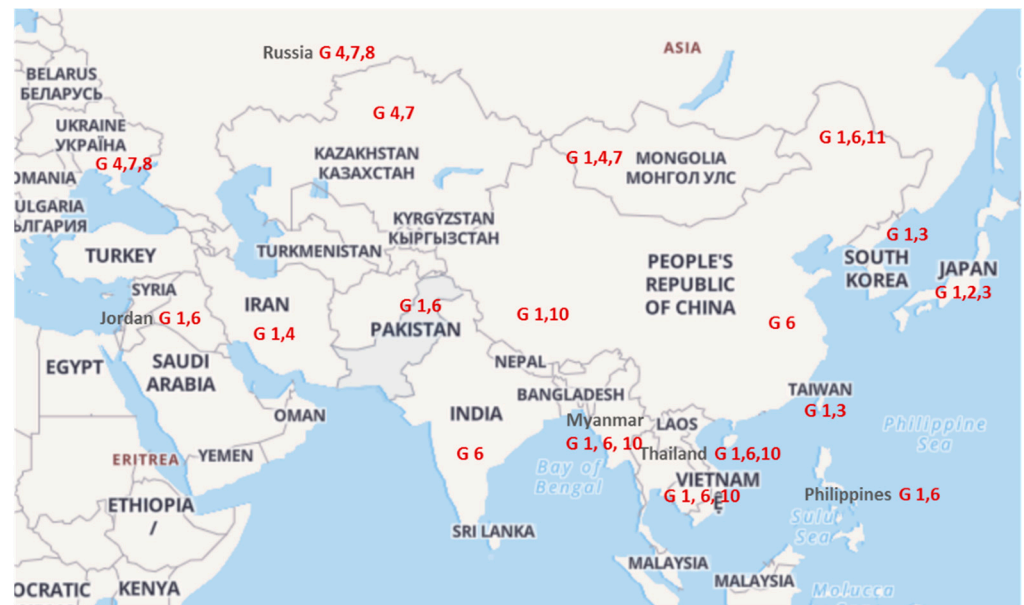 Russia G 4,7,8
ASIA
BELARUS
БЕЛАРУСЬ
G 4,7
UKRAINE
УКРАЇНА
G 4,7,8
G 1,6,11
KAZAKHSTAN
КАЗАХСТАН
G 1,4,7
MONGOLIA
МОНГОЛ УЛС
OMANIA
ULGARIA
ЪЛГАРИЯ
KYRGYZSTAN
КЫРГЫЗСТАН
G 1,3
TURKEY
TURKMENISTAN
PEOPLE'S
REPUBLIC
OF CHINA
SOUTH
KOREA
JAPAN
G 1,2,3
SYRIA
IRAN
G 1,6
G 1,10
Jordan G 1,6
G 1,4
PAKISTAN
G 6
EGYPT
SAUDI
ARABIA
NEPAL
BANGLADESH
TAIWAN
G 1,3
OMAN
INDIA
Myanmar
G 1, 6, 10
LAOS
Philippine
Sea
ERITREA
YEMEN
G 6
Bay of
Bengal
Thailand G 1,6,10
VIETNAM
G 1, 6, 10
Philippines G 1,6
ETHIOPIA
/
SRI LANKA
Sulu
Sea
MALAYSIA
MALAYSIA
OCRATIC
KENYA
Molucca